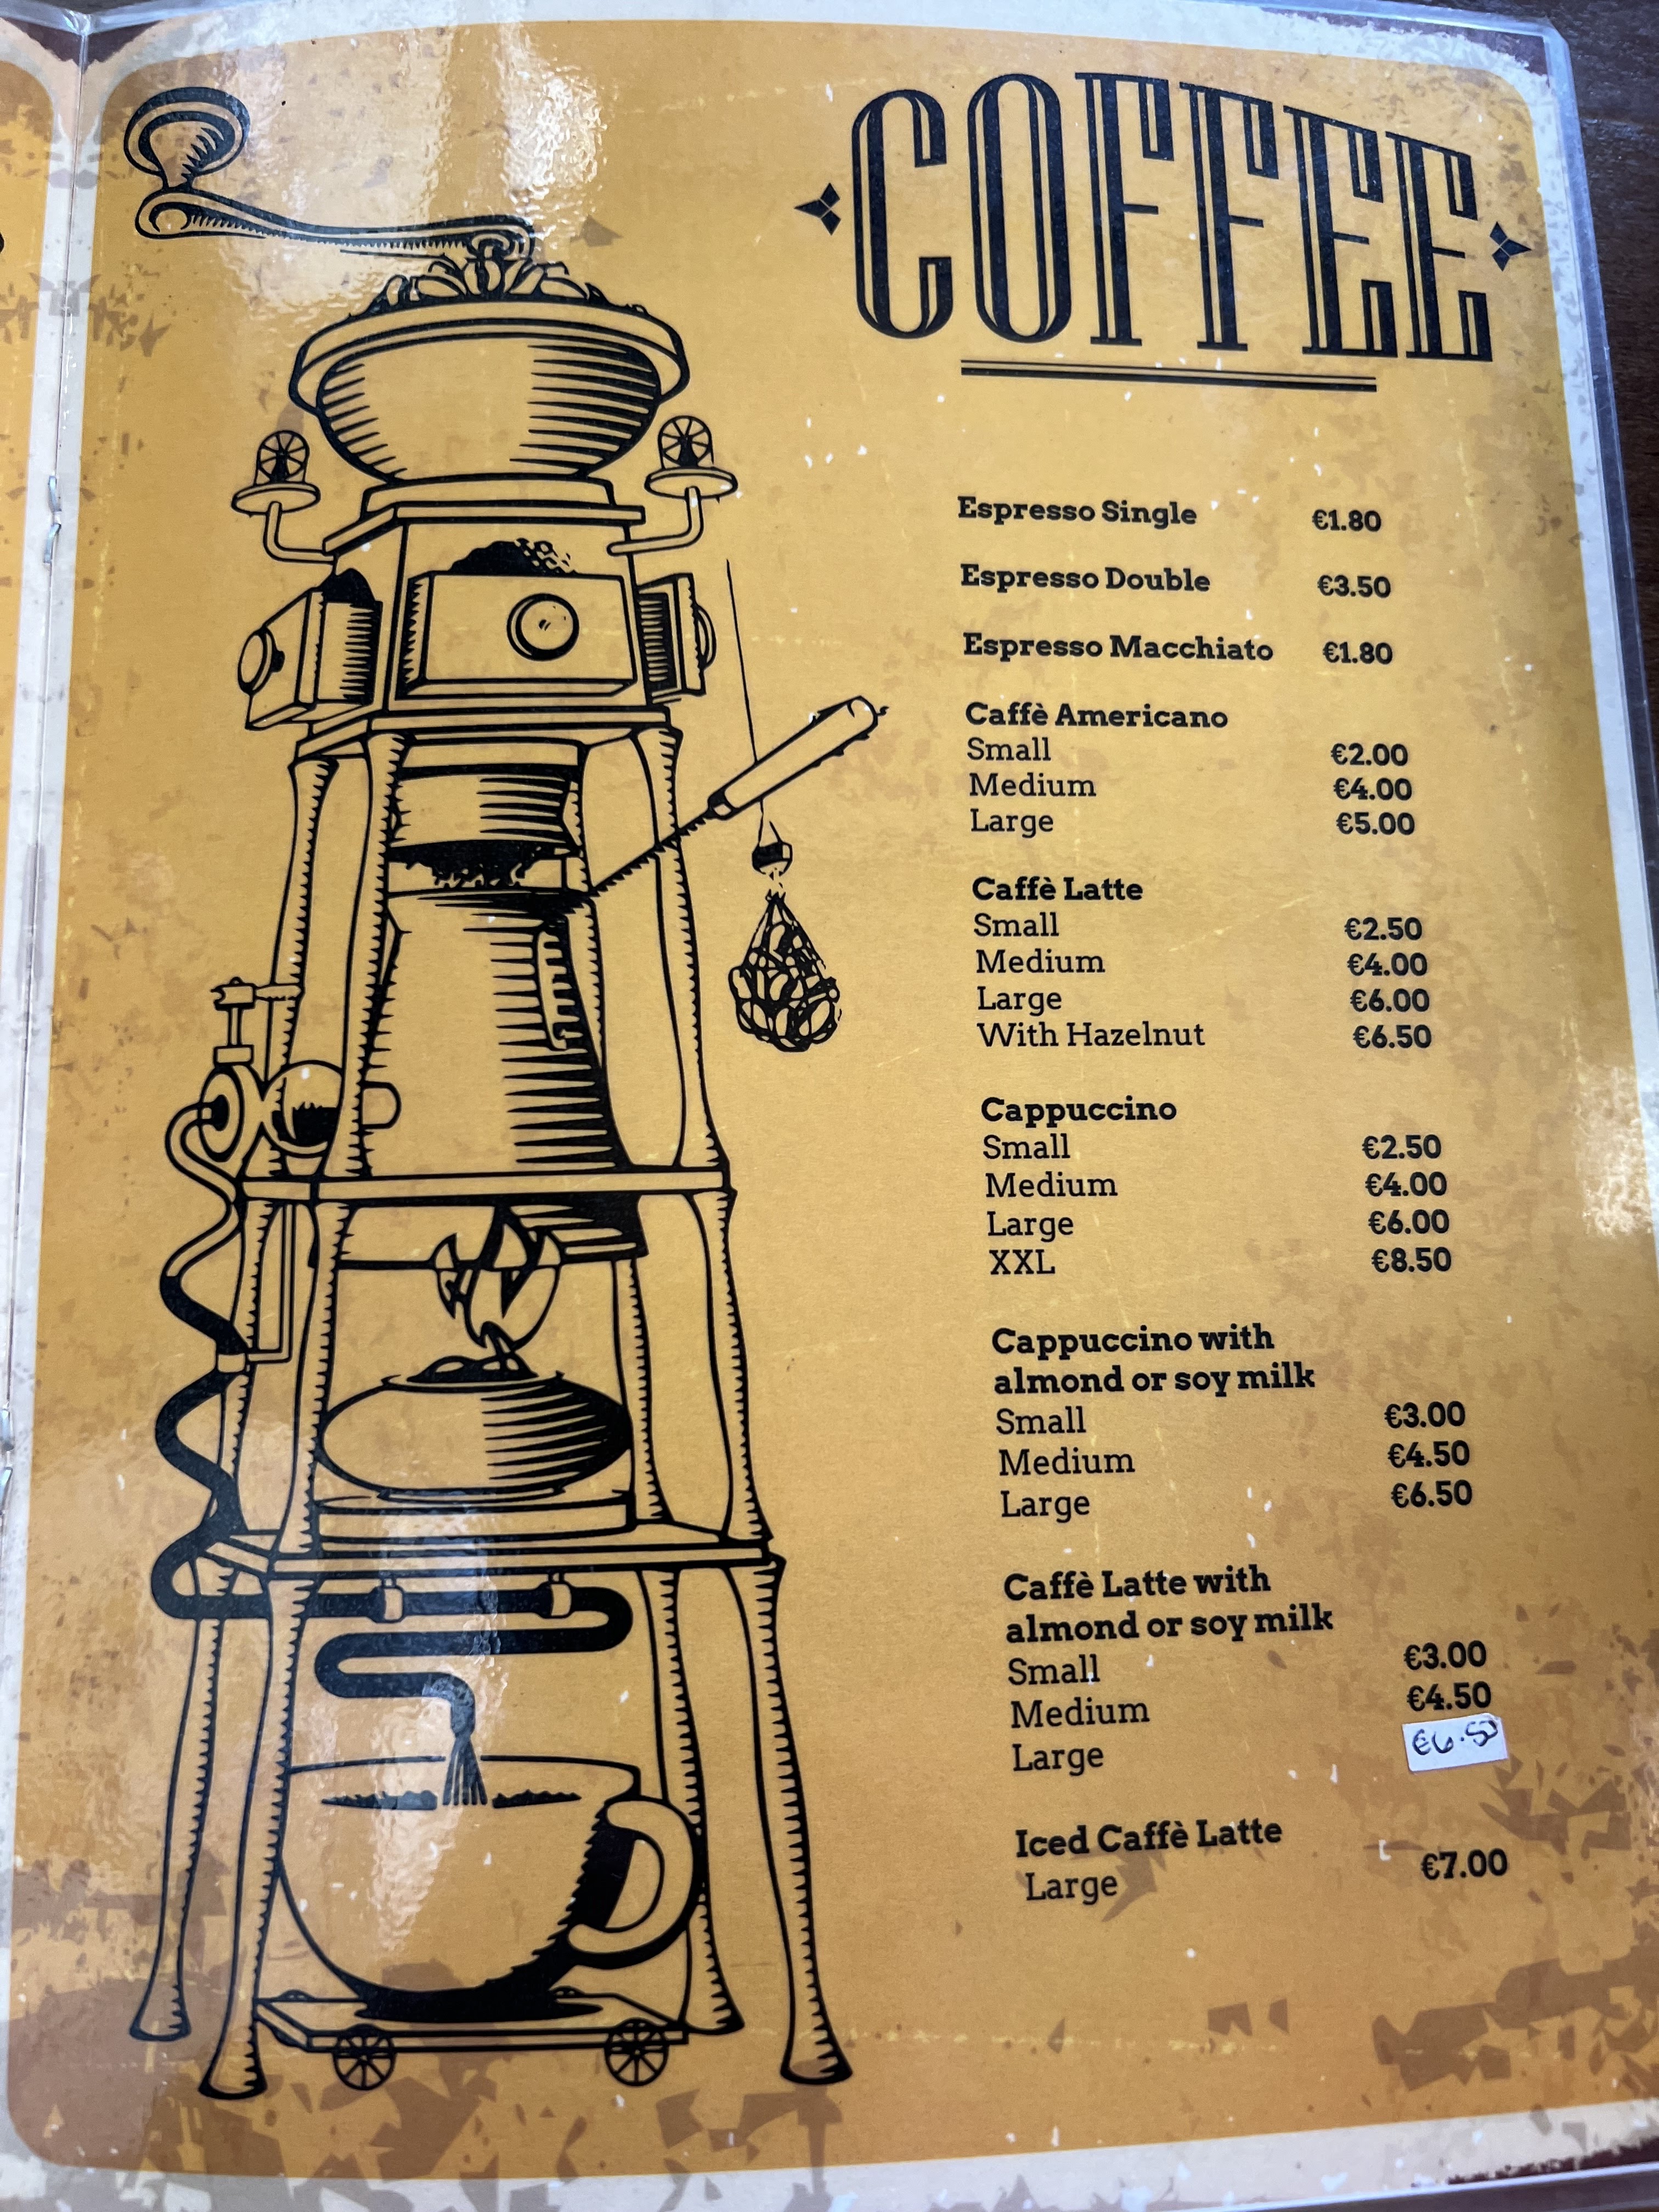 COFFEE
Espresso Single €1.80
Espresso Double €3.50
Espresso Macchiato €1.80
Caffè Americano
Small €2.00
Medium €4.00
Large €5.00
Caffè Latte
Small €2.50
Medium €4.00
Large €6.00
With Hazelnut €6.50
Cappuccino
Small €2.50
Medium €4.00
Large €6.00
XXL €8.50
Cappuccino with
almond or soy milk
Small €3.00
Medium €4.50
Large €6.50
Caffè Latte with
almond or soy milk
Small €3.00
Medium €4.50
Large €6.50
Iced Caffè Latte
Large €7.00